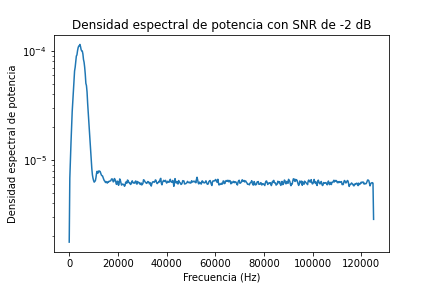 Densidad espectral de potencia con SNR de -2 dB
Densidad espectral de potencia
10⁻⁴
10⁻⁵
0 20000 40000 60000 80000 100000 120000
Frecuencia (Hz)